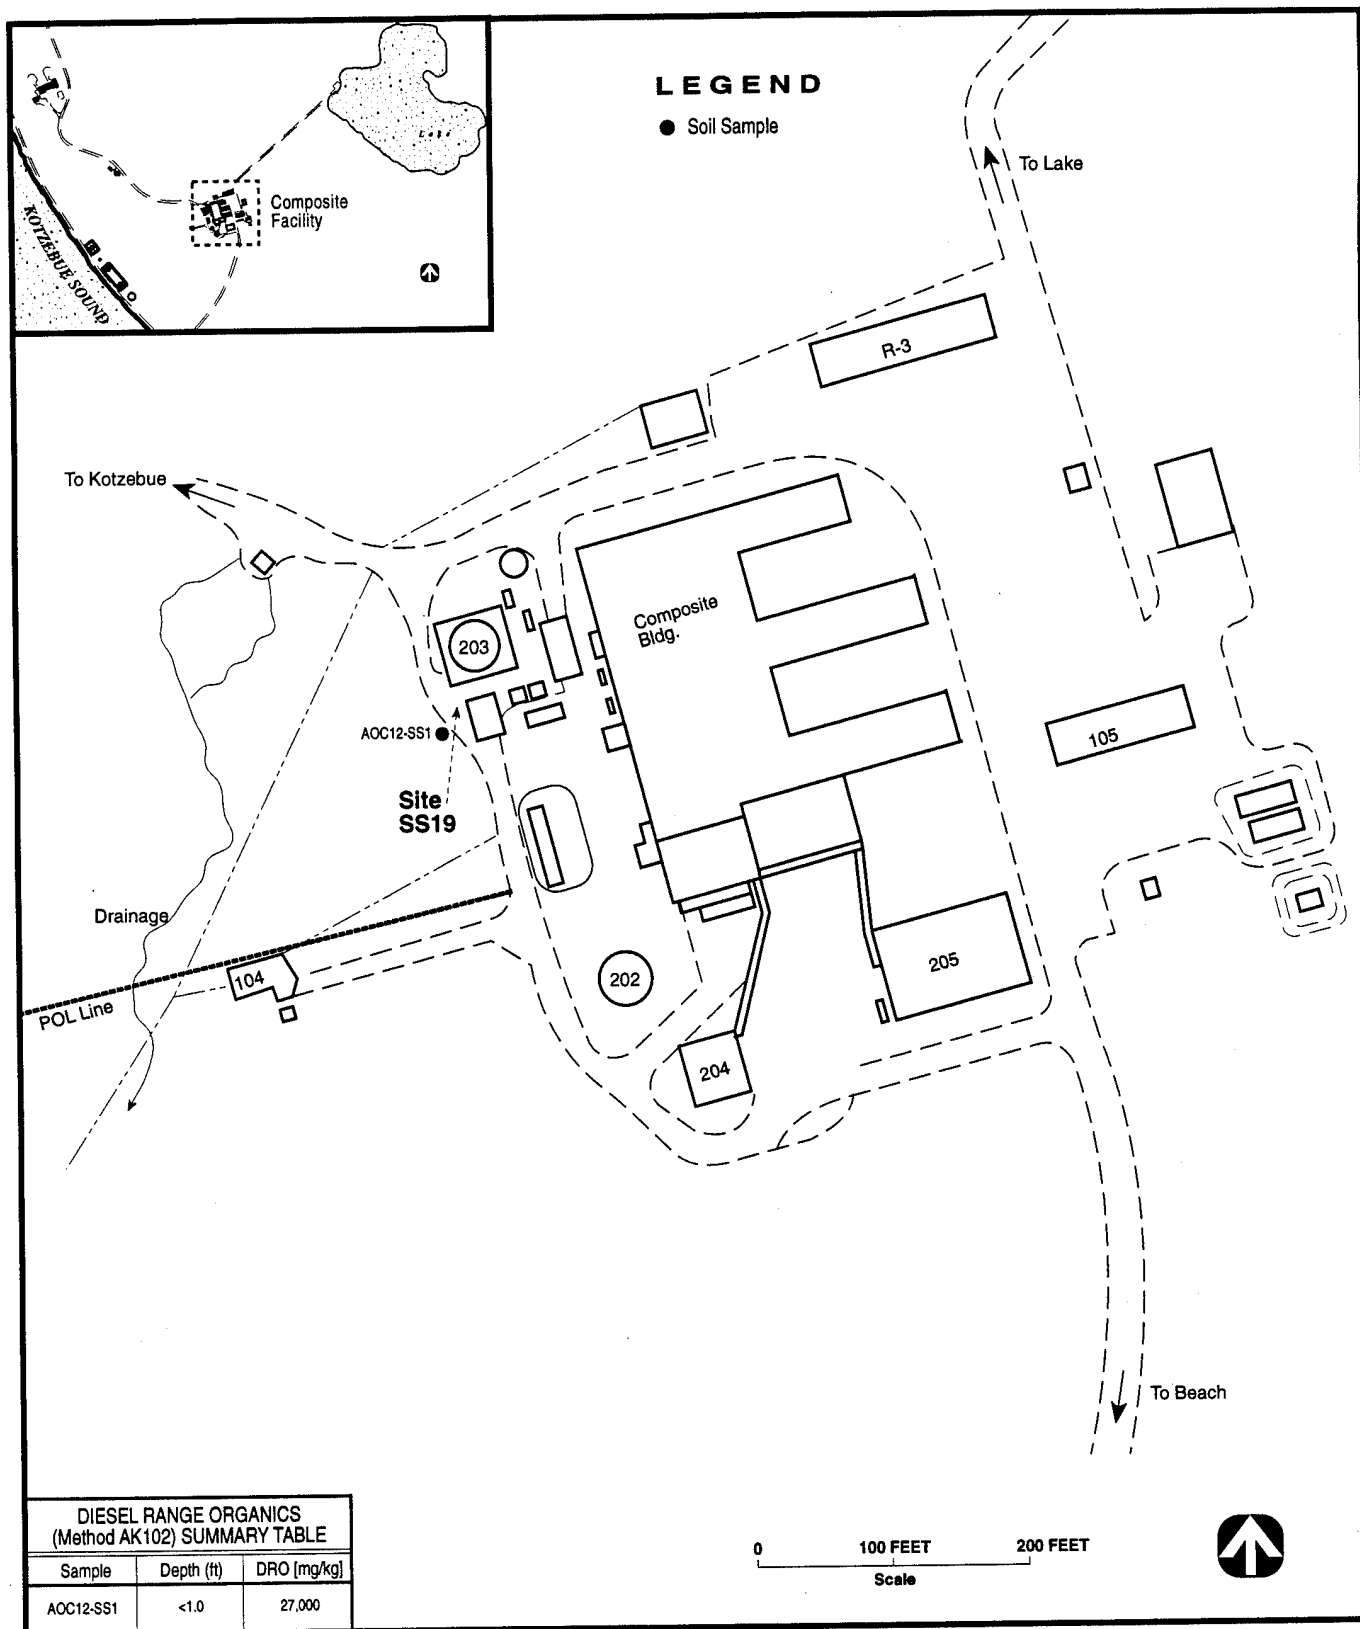 LEGEND
Soil Sample
Lake
Composite
Facility
KOTZEBUE SOUND
To Lake
R-3
To Kotzebue
Composite
Bldg.
203
AOC12-SS1
105
Site
SS19
Drainage
104
202
205
POL Line
204
To Beach
DIESEL RANGE ORGANICS
(Method AK102) SUMMARY TABLE
Sample Depth (ft) DRO [mg/kg]
AOC12-SS1 <1.0 27,000
0 100 FEET 200 FEET
Scale